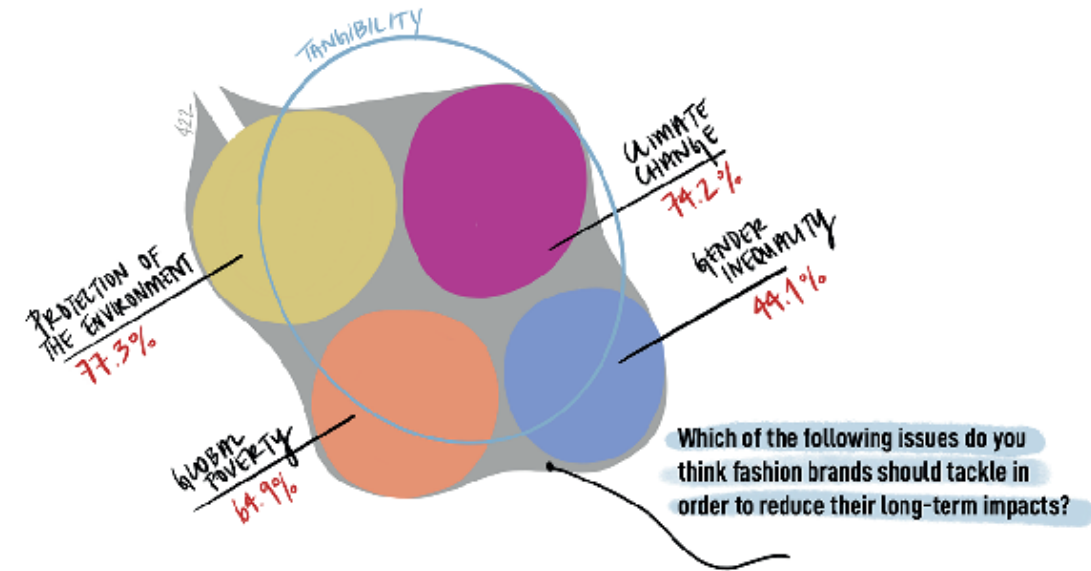 TANGIBILITY
422
CLIMATE
CHANGE
74.2%
GENDER
INEQUALITY
44.1%
PROTECTION OF
THE ENVIRONMENT
77.3%
GLOBAL
POVERTY
64.9%
Which of the following issues do you
think fashion brands should tackle in
order to reduce their long-term impacts?